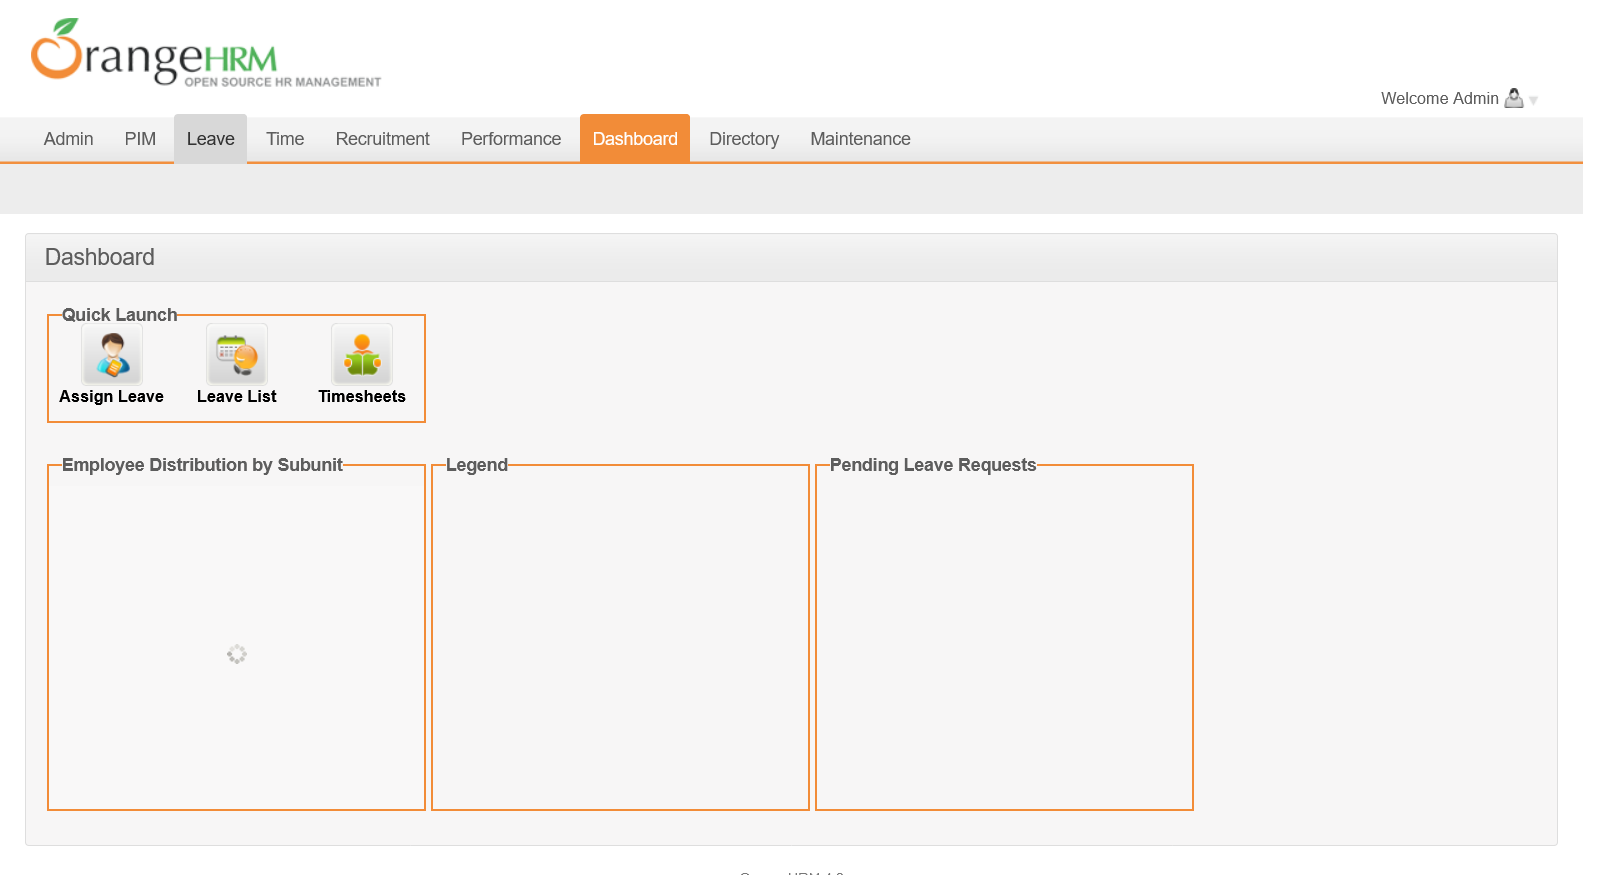 OrangeHRM
OPEN SOURCE HR MANAGEMENT
Welcome Admin
Admin PIM Leave Time Recruitment Performance Dashboard Directory Maintenance
Dashboard
Quick Launch
Assign Leave Leave List Timesheets
Employee Distribution by Subunit Legend Pending Leave Requests